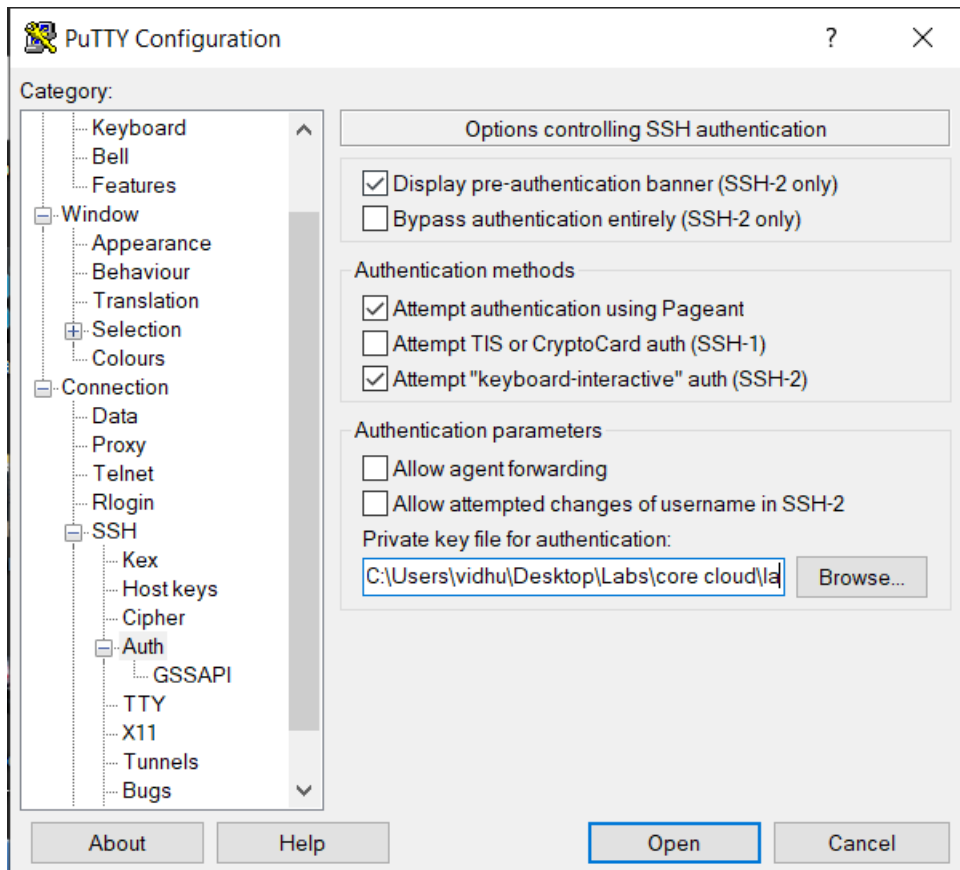 PuTTY Configuration
?
Category:
Keyboard
Bell
Features
Window
Appearance
Behaviour
Translation
Selection
Colours
Connection
Data
Proxy
Telnet
Rlogin
SSH
Kex
Host keys
Cipher
Auth
GSSAPI
TTY
X11
Tunnels
Bugs
Options controlling SSH authentication
Display pre-authentication banner (SSH-2 only)
Bypass authentication entirely (SSH-2 only)
Authentication methods
Attempt authentication using Pageant
Attempt TIS or CryptoCard auth (SSH-1)
Attempt "keyboard-interactive" auth (SSH-2)
Authentication parameters
Allow agent forwarding
Allow attempted changes of username in SSH-2
Private key file for authentication:
C:\Users\vidhu\Desktop\Labs\core cloud\la
Browse...
About
Help
Open
Cancel